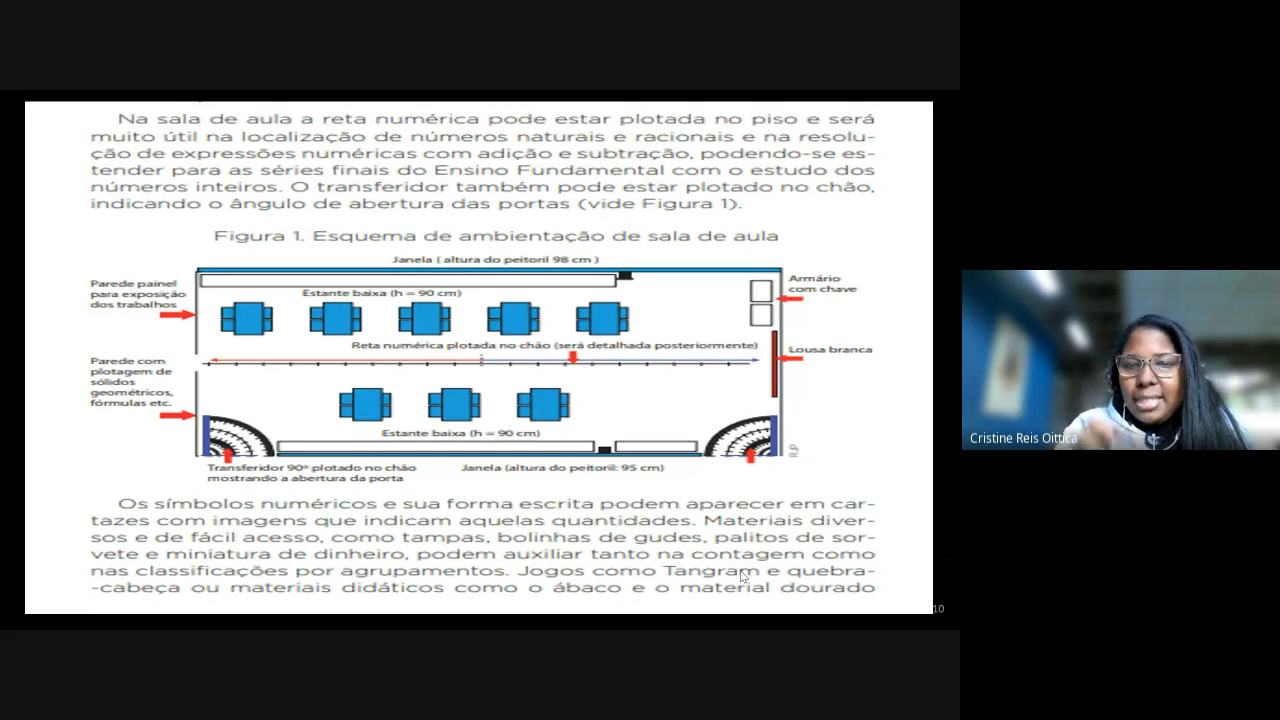 Na sala de aula a reta numérica pode estar plotada no piso e será
muito útil na localização de números naturais e racionais e na resolu-
ção de expressões numéricas com adição e subtração, podendo-se es-
tender para as séries finais do Ensino Fundamental com o estudo dos
números inteiros. O transferidor também pode estar plotado no chão,
indicando o ângulo de abertura das portas (vide Figura 1).
Figura 1. Esquema de ambientação de sala de aula
Janela ( altura do peitoril 98 cm )
Parede painel
para exposição
dos trabalhos
Estante baixa (h = 90 cm)
Armário
com chave
Reta numérica plotada no chão (será detalhada posteriormente)
Lousa branca
Parede com
plotagem de
sólidos
geométricos,
fórmulas etc.
Estante baixa (h = 90 cm)
Transferidor 90º plotado no chão
mostrando a abertura da porta
Janela (altura do peitoril: 95 cm)
Os símbolos numéricos e sua forma escrita podem aparecer em car-
tazes com imagens que indicam aquelas quantidades. Materiais diver-
sos e de fácil acesso, como tampas, bolinhas de gudes, palitos de sor-
vete e miniatura de dinheiro, podem auxiliar tanto na contagem como
nas classificações por agrupamentos. Jogos como Tangram e quebra-
-cabeça ou materiais didáticos como o ábaco e o material dourado
10
Cristine Reis Oittica